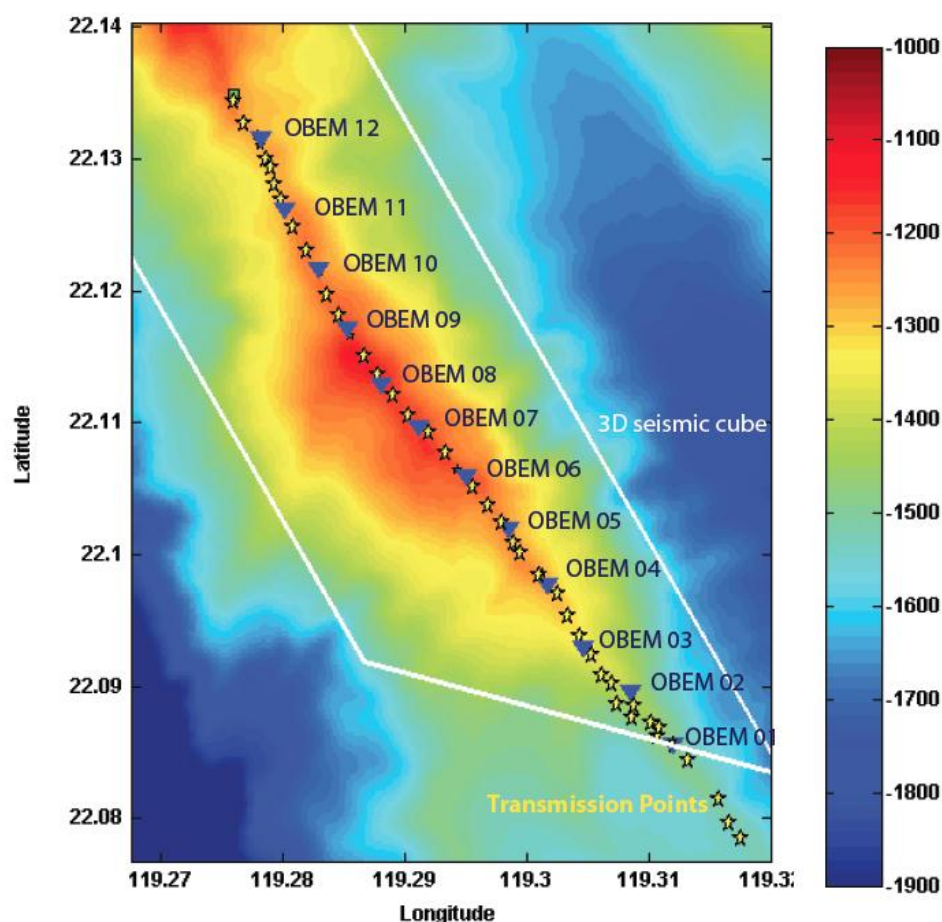 22.14
22.13
22.12
22.11
22.1
22.09
22.08
Latitude
119.27
119.28
119.29
119.3
119.31
119.32
Longitude
OBEM 12
OBEM 11
OBEM 10
OBEM 09
OBEM 08
OBEM 07
OBEM 06
OBEM 05
OBEM 04
OBEM 03
OBEM 02
OBEM 01
3D seismic cube
Transmission Points
-1000
-1100
-1200
-1300
-1400
-1500
-1600
-1700
-1800
-1900